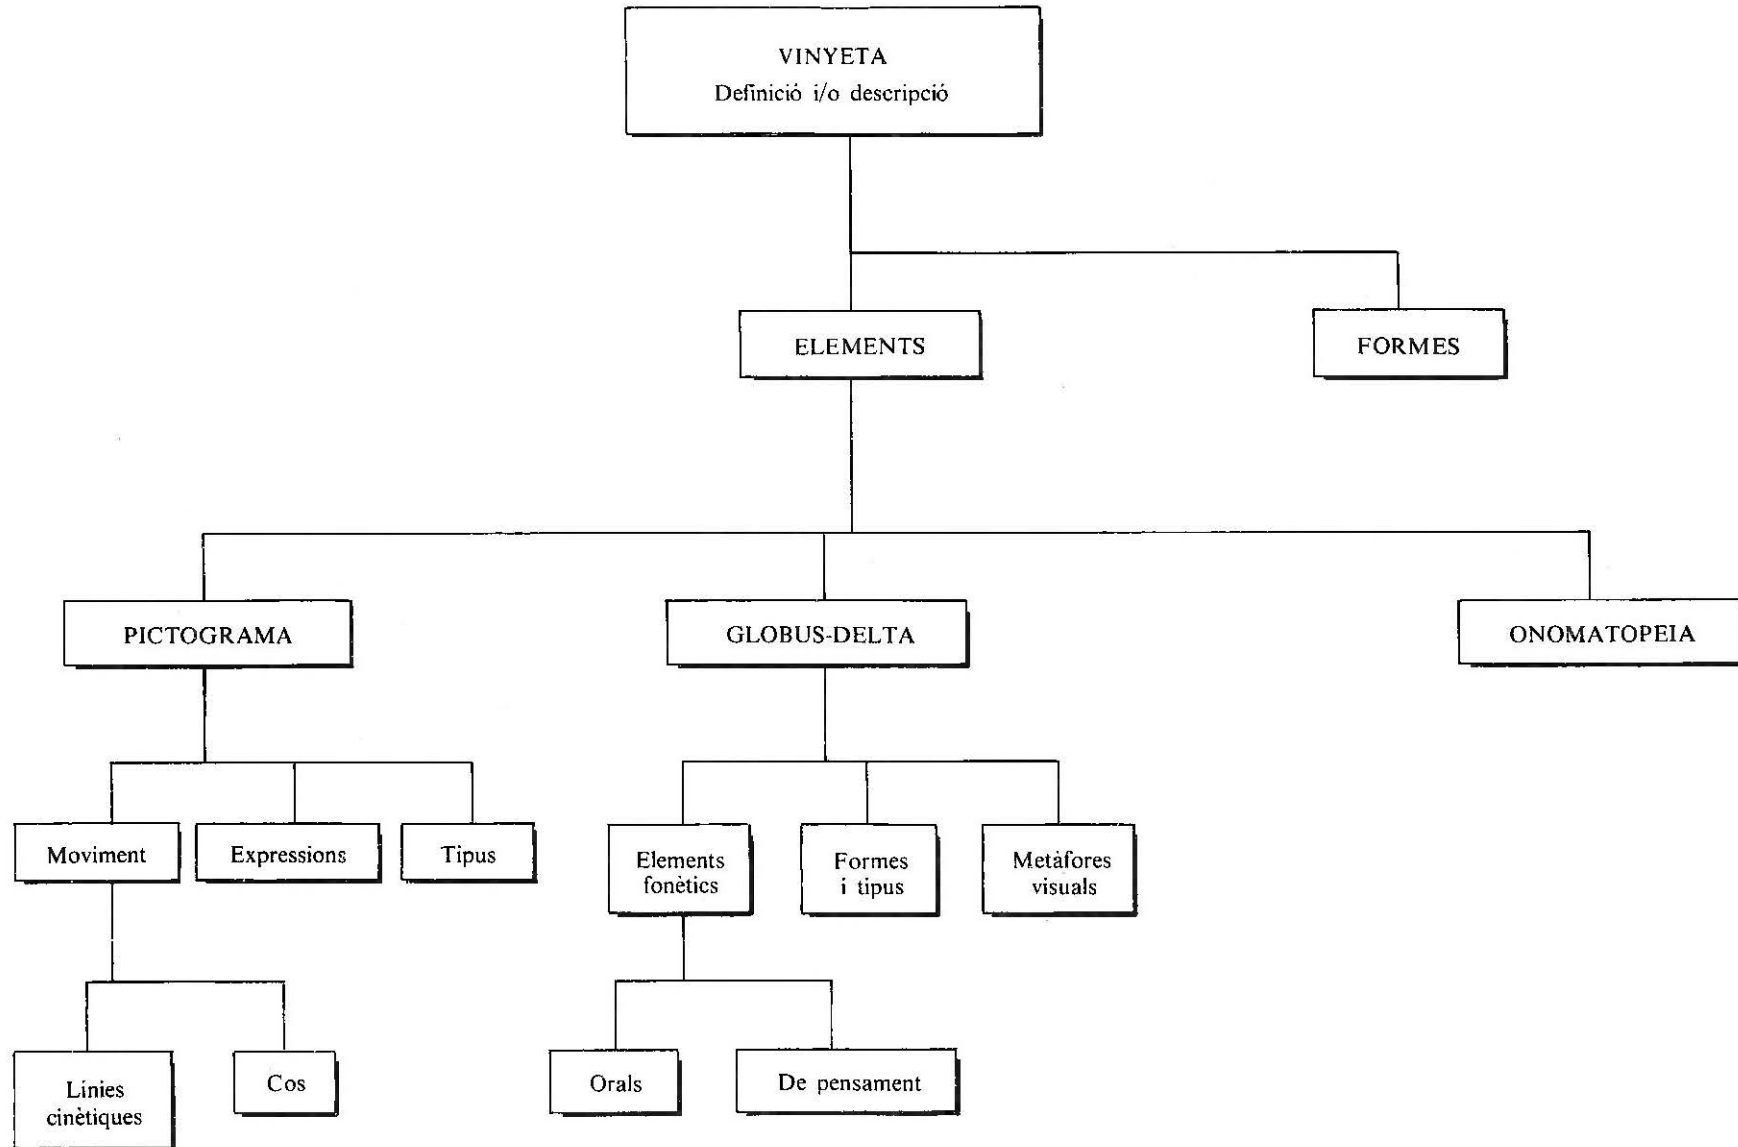 VINYETA
Definició i/o descripció
ELEMENTS
FORMES
PICTOGRAMA
GLOBUS-DELTA
ONOMATOPEIA
Moviment
Expressions
Tipus
Elements
fonètics
Formes
i tipus
Metàfores
visuals
Línies
cinètiques
Cos
Orals
De pensament